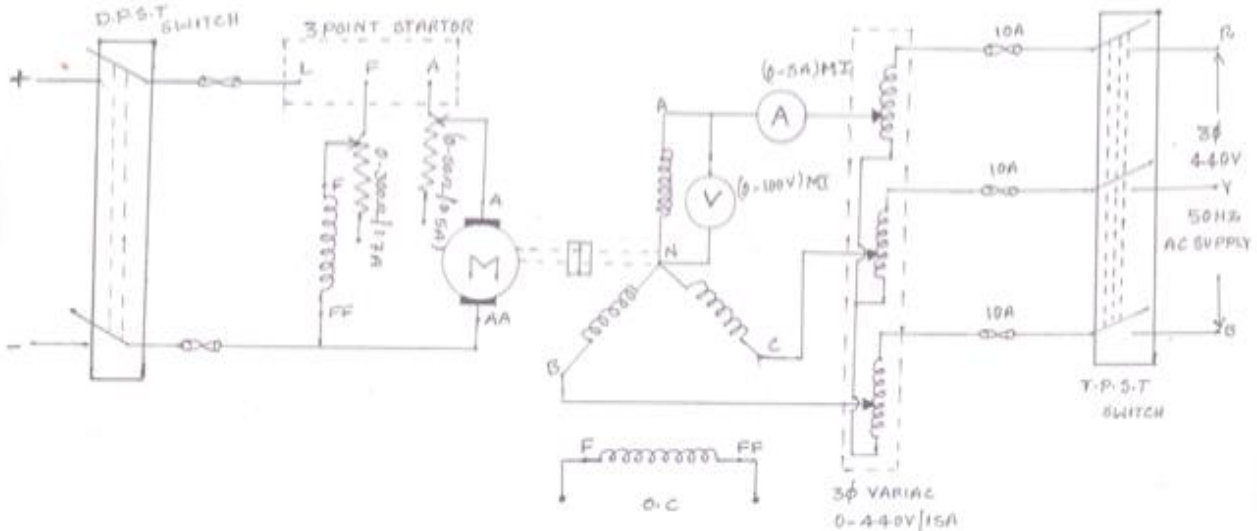 D.P.S.T
SWITCH
3 POINT STARTOR
L
F
A
+
-
F
FF
A
M
AA
A
N
B
C
A
V
(0-5A)MI
(0-100V)MI
F
FF
O.C
3φ VARIAC
0-440V/15A
10A
10A
10A
R
3φ
440V
Y
50HZ
AC SUPPLY
B
T.P.S.T
SWITCH